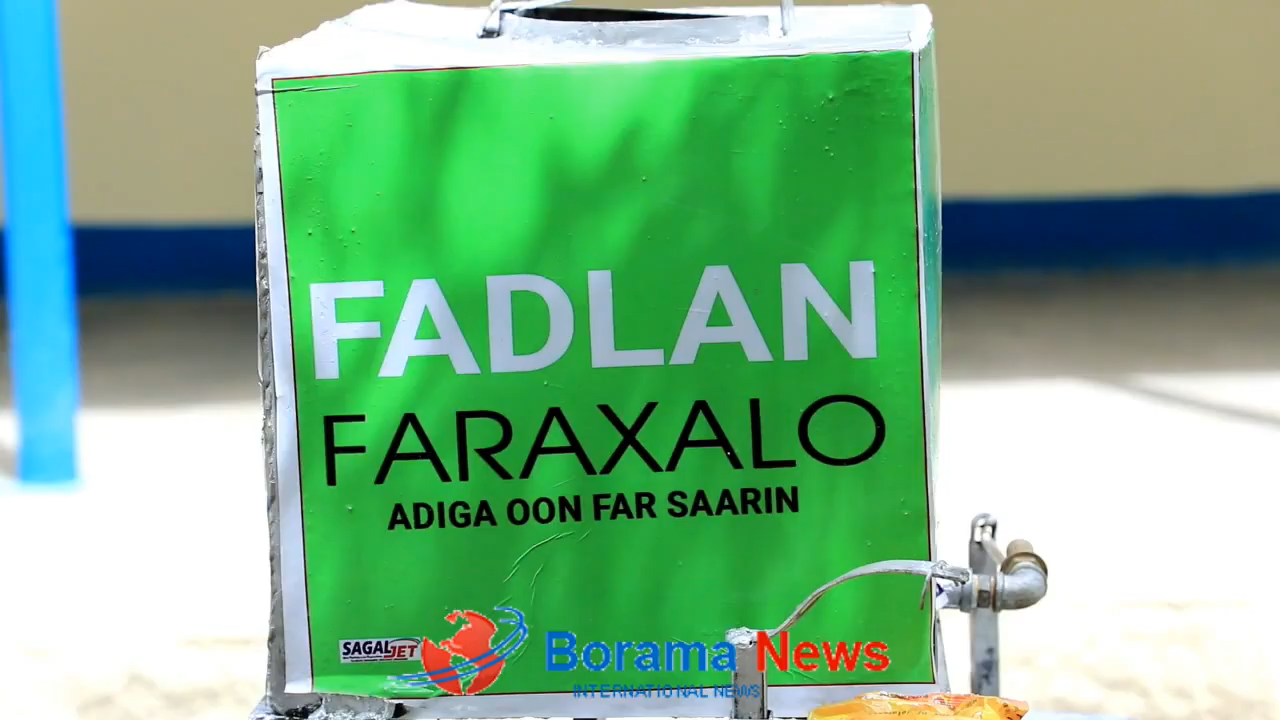 FADLAN
FARAXALO
ADIGA OON FAR SAARIN
SAGALJET
Borama News
INTERNATIONAL NEWS